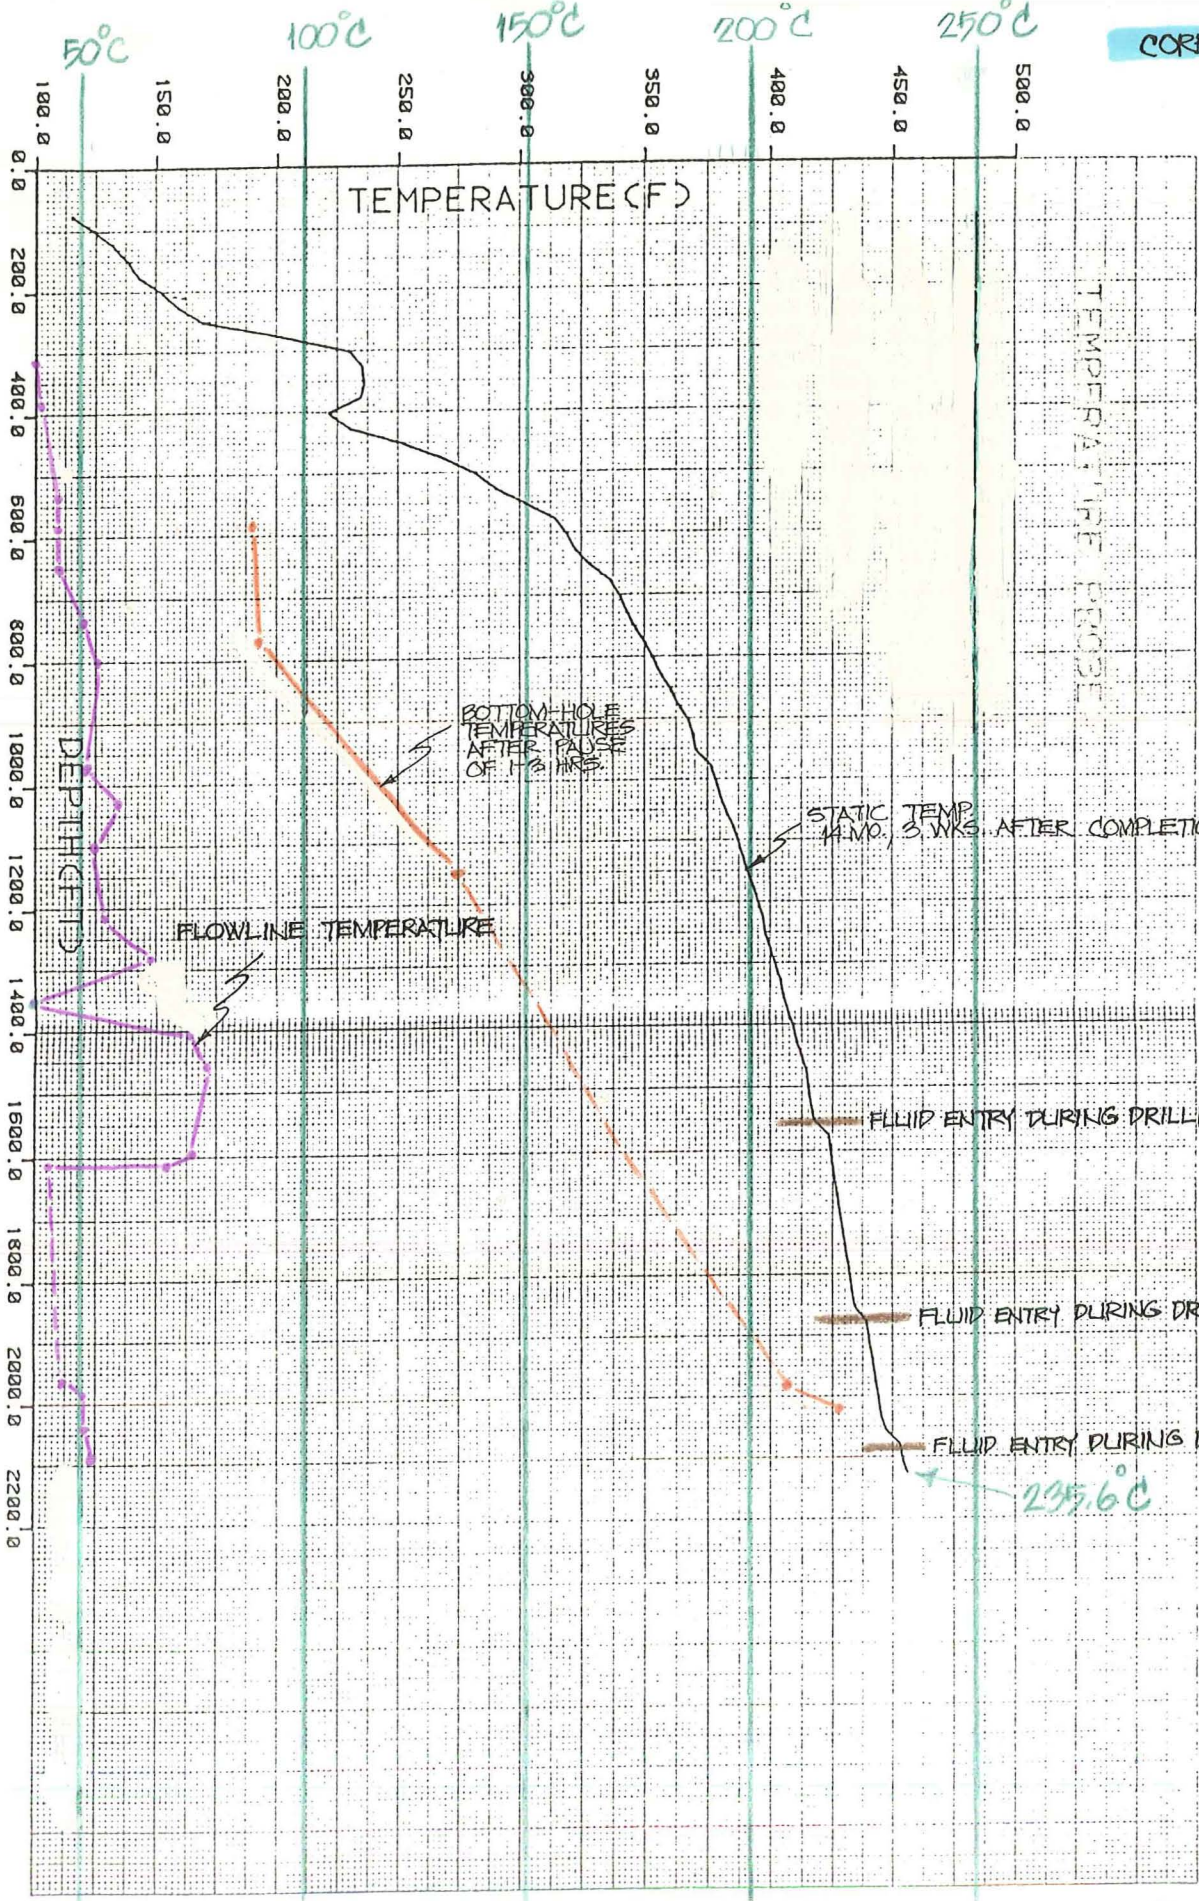 50°C
100°C
150°C
200°C
250°C
COR
100.0
150.0
200.0
250.0
300.0
350.0
400.0
450.0
500.0
TEMPERATURE(F)
TEMPERATURE PROBE
0.0
200.0
400.0
600.0
800.0
1000.0
1200.0
1400.0
1600.0
1800.0
2000.0
2200.0
DEPTH(FT)
BOTTOM-HOLE
TEMPERATURES
AFTER PAUSE
OF 1-3 HRS.
STATIC TEMP.
14 MO., 3 WKS. AFTER COMPLETIO
FLOWLINE TEMPERATURE
FLUID ENTRY DURING DRILL
FLUID ENTRY DURING DR
FLUID ENTRY DURING
235.6°C